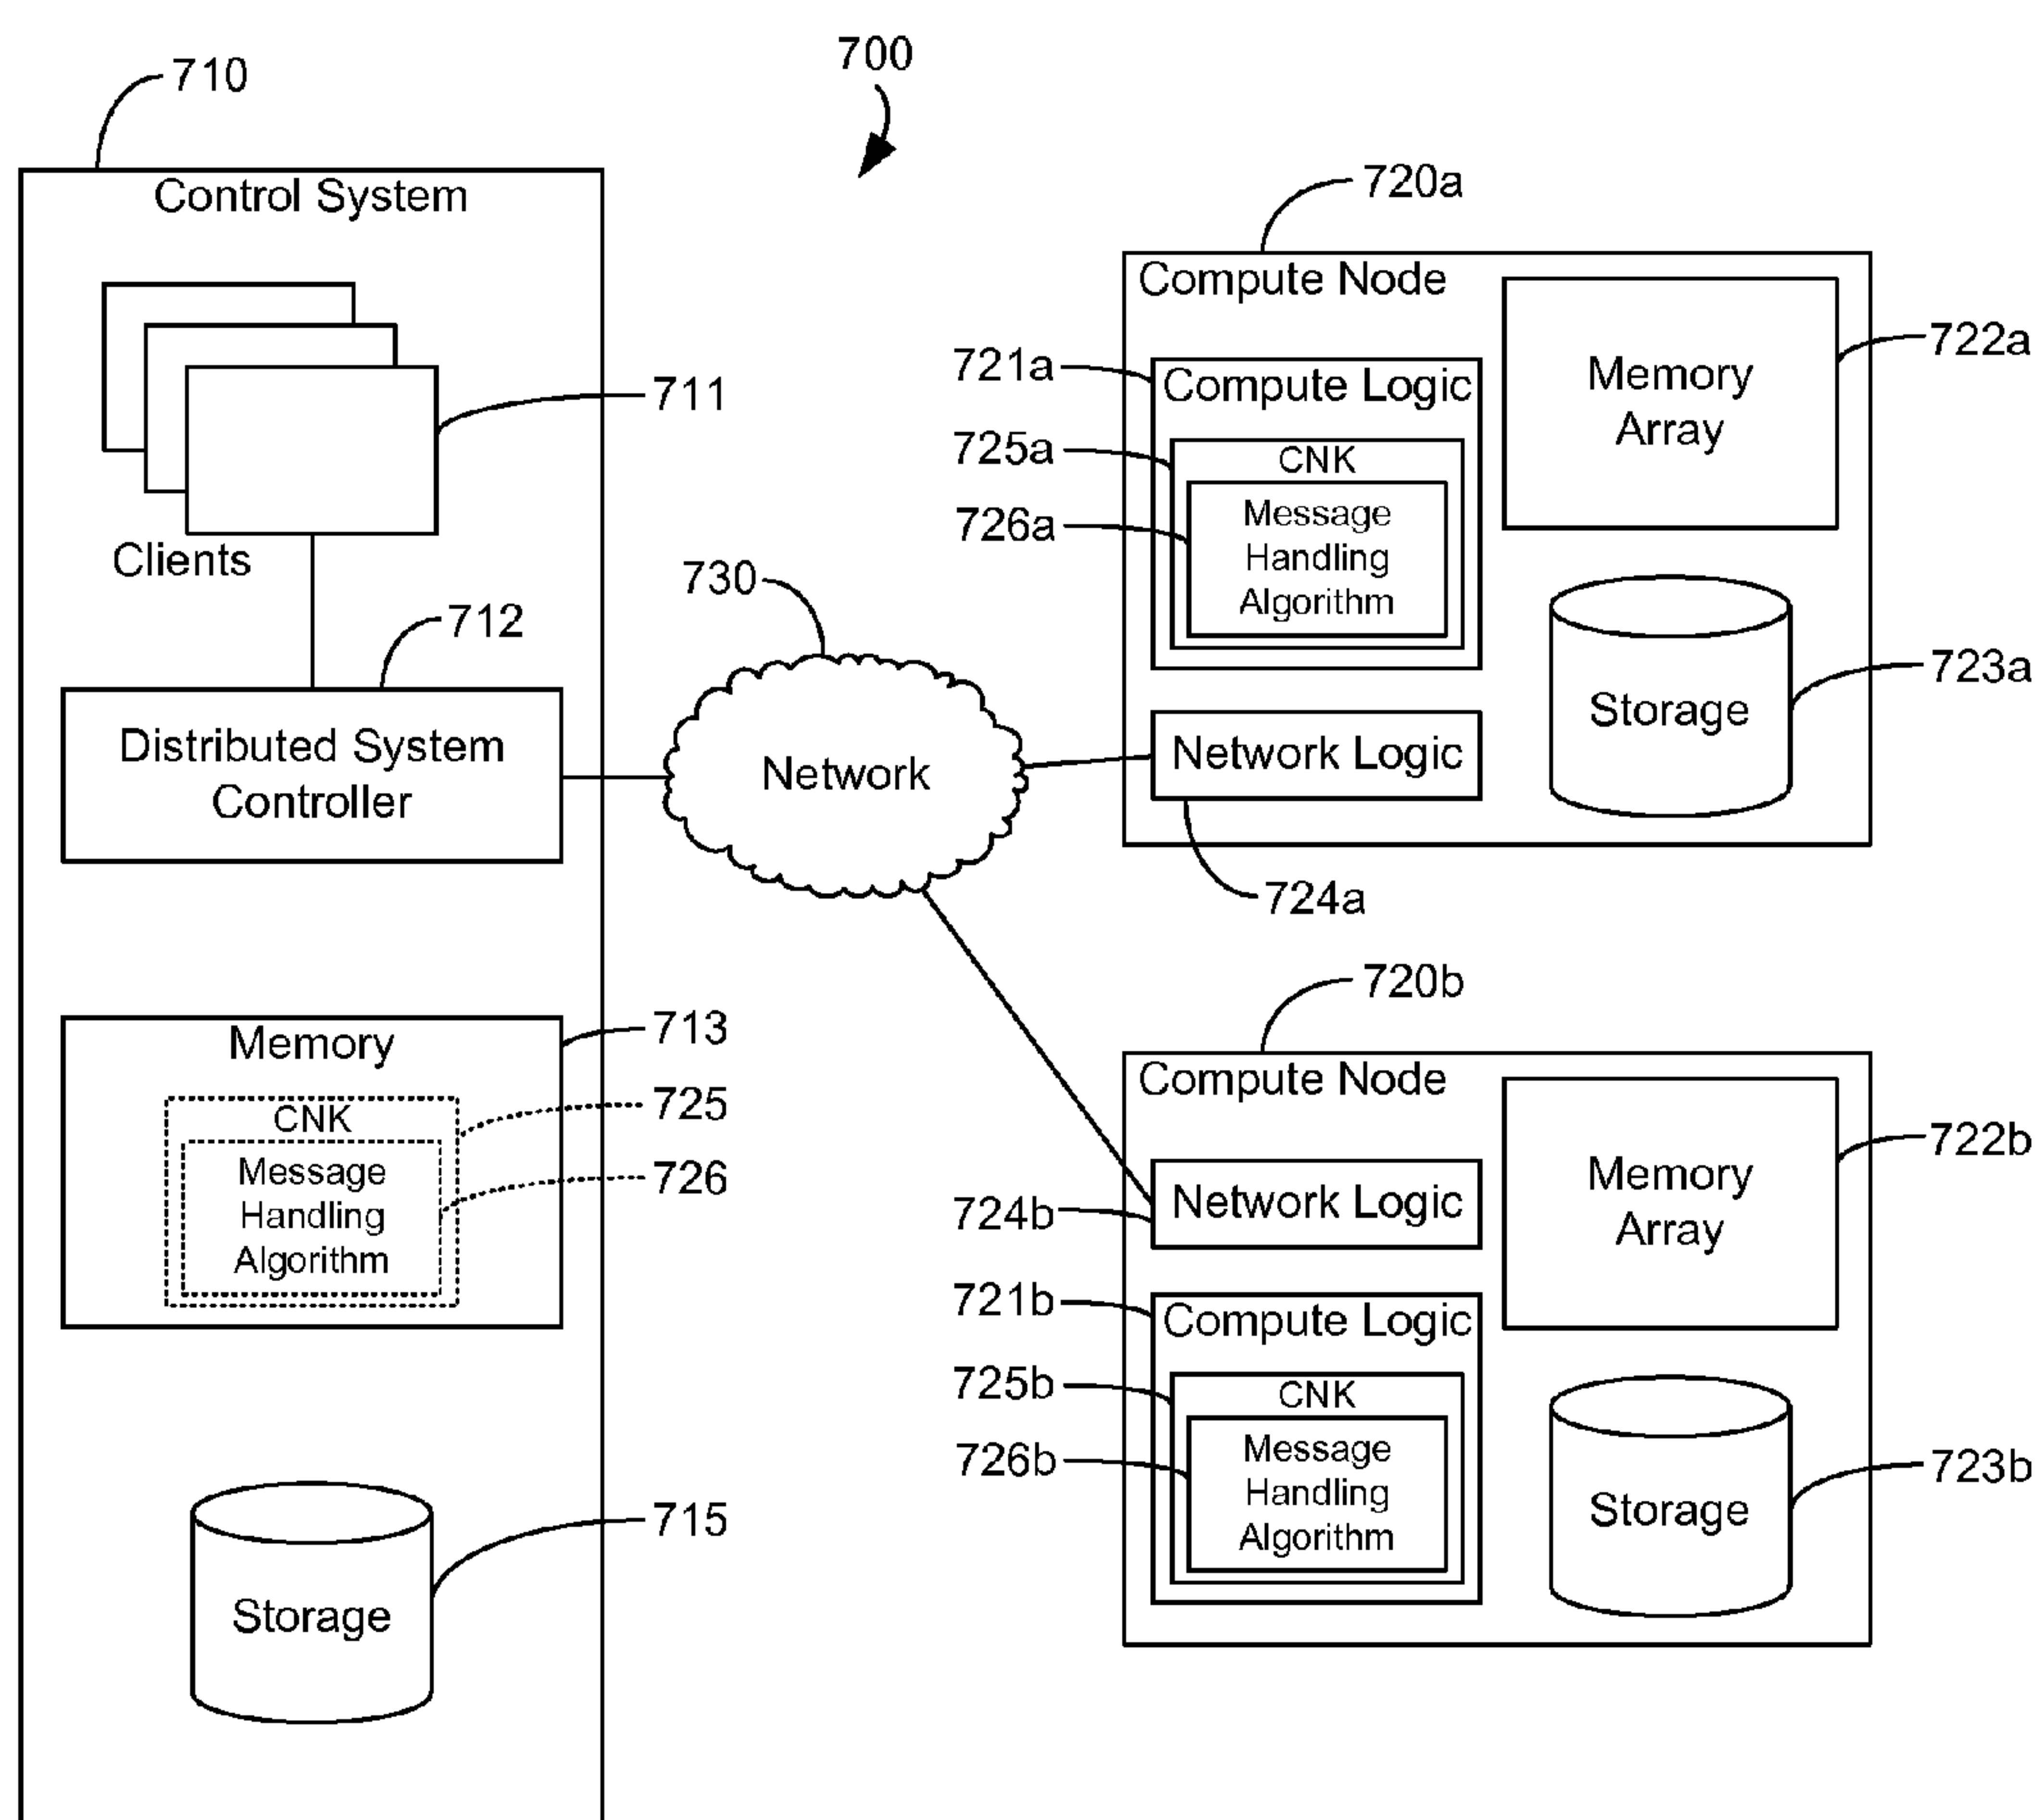 700
710
Control System
711
Clients
712
Distributed System
Controller
713
Memory
725
CNK
726
Message
Handling
Algorithm
715
Storage
730
Network
720a
Compute Node
721a
Compute Logic
725a
CNK
726a
Message
Handling
Algorithm
Memory
Array
722a
Storage
723a
Network Logic
724a
720b
Compute Node
724b
Network Logic
721b
Compute Logic
725b
CNK
726b
Message
Handling
Algorithm
Memory
Array
722b
Storage
723b